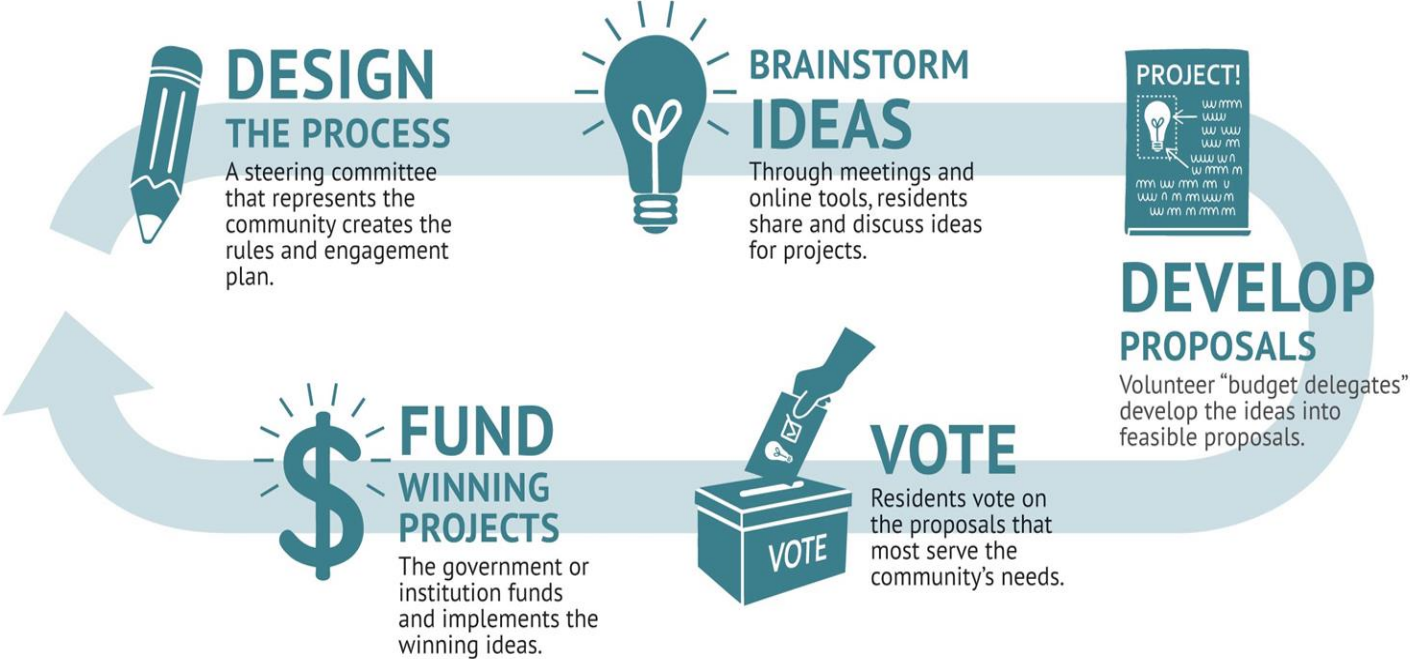 DESIGN
THE PROCESS
A steering committee
that represents the
community creates the
rules and engagement
plan.
BRAINSTORM
IDEAS
Through meetings and
online tools, residents
share and discuss ideas
for projects.
PROJECT!
DEVELOP
PROPOSALS
Volunteer “budget delegates”
develop the ideas into
feasible proposals.
VOTE
VOTE
Residents vote on
the proposals that
most serve the
community’s needs.
FUND
WINNING
PROJECTS
The government or
institution funds
and implements the
winning ideas.